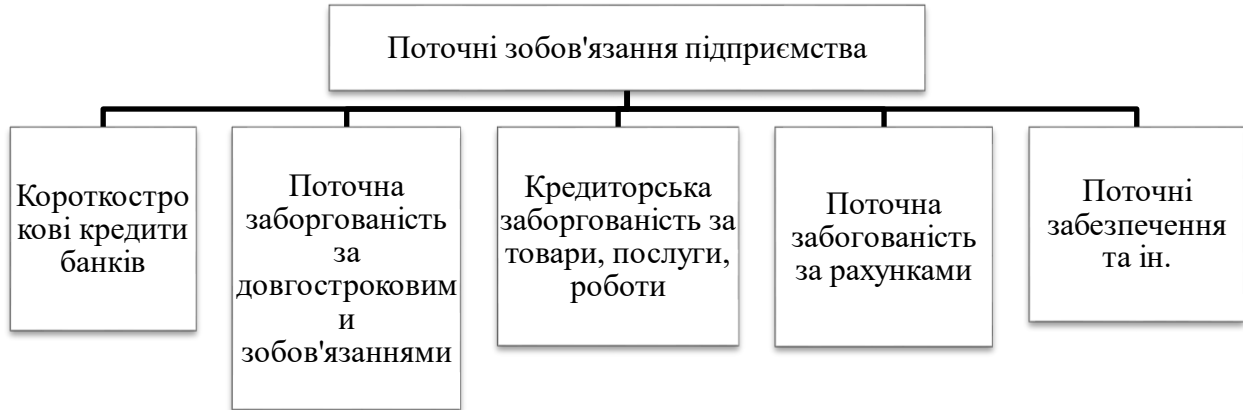 Поточні зобов'язання підприємства
Короткостро
кові кредити
банків
Поточна
заборгованість
за
довгостроковим
и
зобов'язаннями
Кредиторська
заборгованість за
товари, послуги,
роботи
Поточна
забогованість
за рахунками
Поточні
забезпечення
та ін.